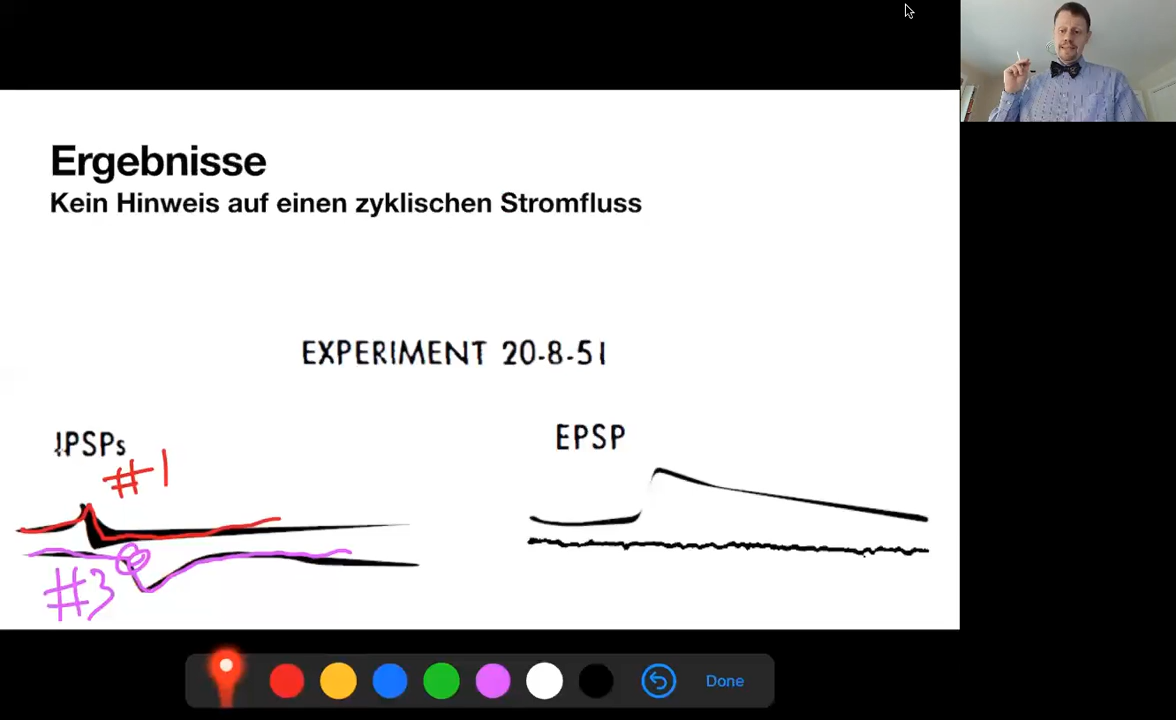 Ergebnisse
Kein Hinweis auf einen zyklischen Stromfluss
EXPERIMENT 20-8-51
IPSPs
EPSP
#1
#3
Done